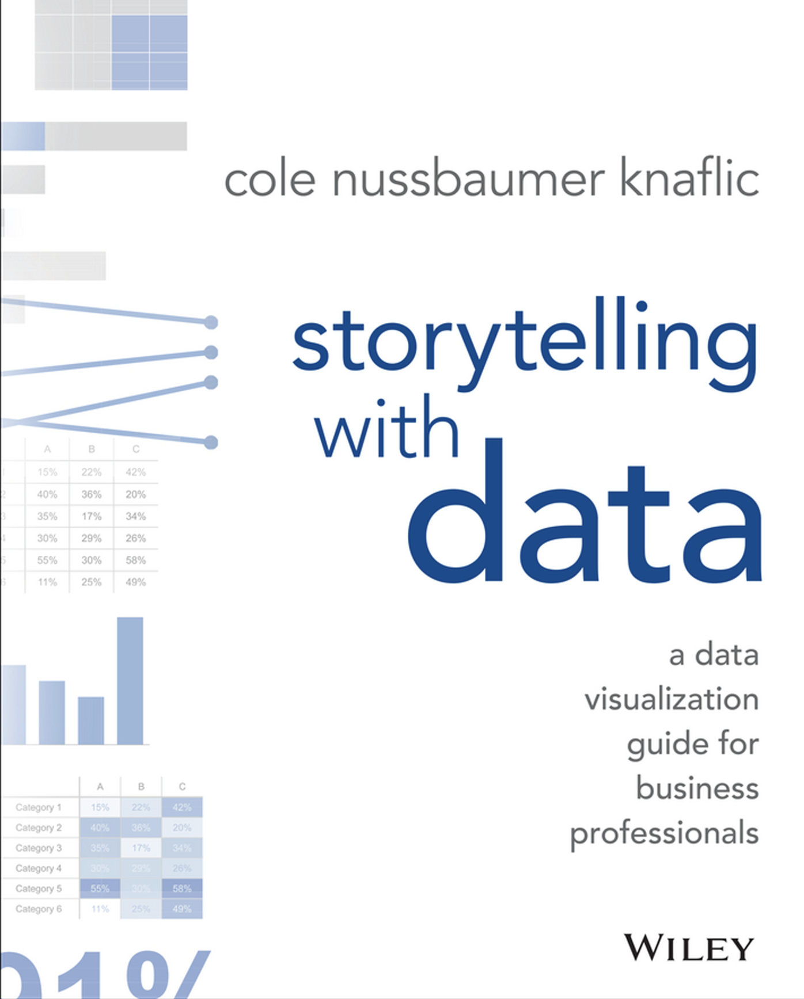 cole nussbaumer knaflic
storytelling
with
data
a data
visualization
guide for
business
professionals
WILEY
A B C
15% 22% 42%
2 40% 36% 20%
3 35% 17% 34%
4 30% 29% 26%
5 55% 30% 58%
6 11% 25% 49%
A B C
Category 1 15% 22% 42%
Category 2 40% 36% 20%
Category 3 35% 17% 34%
Category 4 30% 29% 26%
Category 5 55% 30% 58%
Category 6 11% 25% 49%
91%